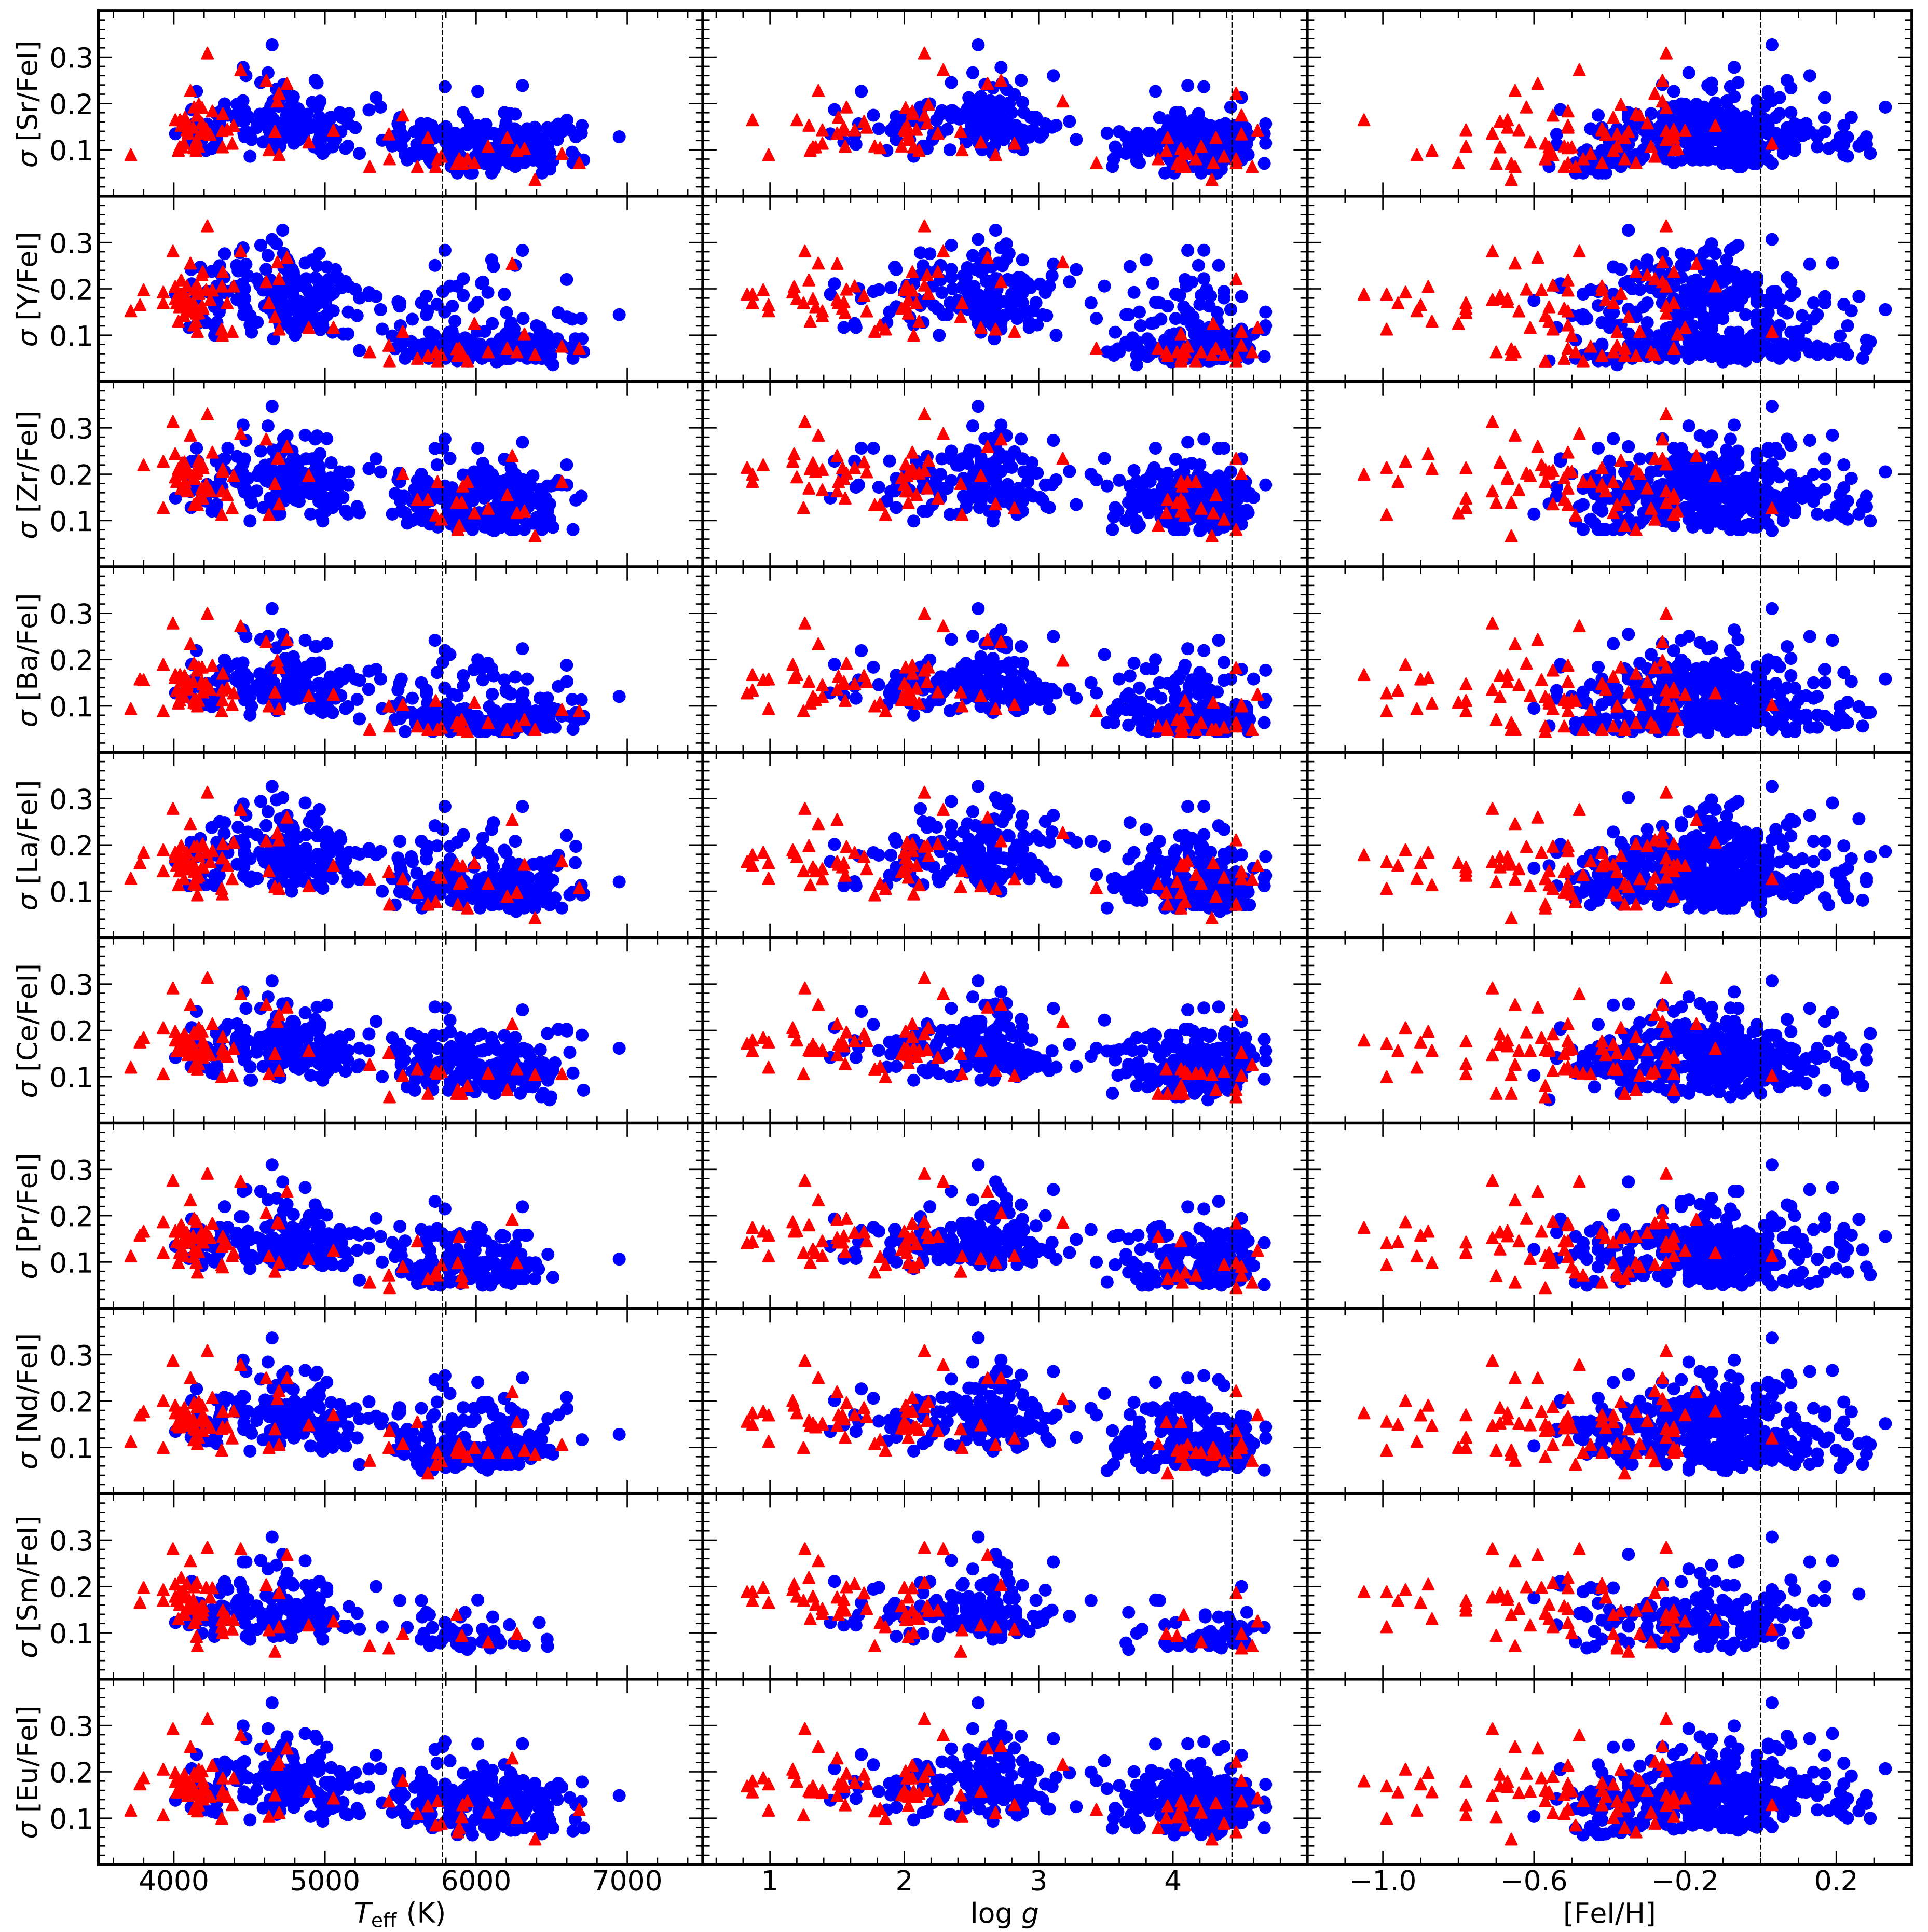 σ [Sr/FeI]
0.3
0.2
0.1
σ [Y/FeI]
0.3
0.2
0.1
σ [Zr/FeI]
0.3
0.2
0.1
σ [Ba/FeI]
0.3
0.2
0.1
σ [La/FeI]
0.3
0.2
0.1
σ [Ce/FeI]
0.3
0.2
0.1
σ [Pr/FeI]
0.3
0.2
0.1
σ [Nd/FeI]
0.3
0.2
0.1
σ [Sm/FeI]
0.3
0.2
0.1
σ [Eu/FeI]
0.3
0.2
0.1
4000 5000 6000 7000 1 2 3 4 −1.0 −0.6 −0.2 0.2
Teff (K) log g [FeI/H]